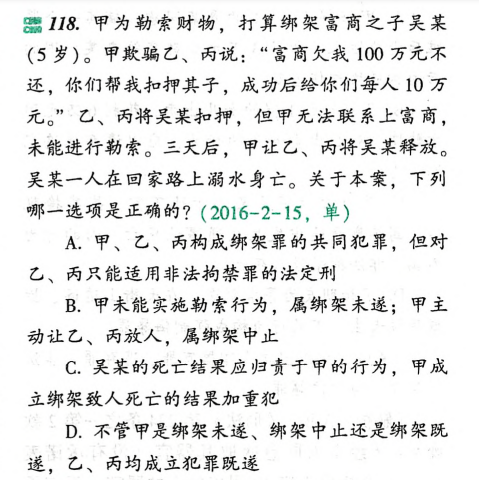 118. 甲为勒索财物，打算绑架富商之子吴某
(5 岁)。甲欺骗乙、丙说：“富商欠我 100 万元不
还，你们帮我扣押其子，成功后给你们每人 10 万
元。”乙、丙将吴某扣押，但甲无法联系上富商，
未能进行勒索。三天后，甲让乙、丙将吴某释放。
吴某一人在回家路上溺水身亡。关于本案，下列
哪一选项是正确的？(2016-2-15，单)
A. 甲、乙、丙构成绑架罪的共同犯罪，但对
乙、丙只能适用非法拘禁罪的法定刑
B. 甲未能实施勒索行为，属绑架未遂；甲主
动让乙、丙放人，属绑架中止
C. 吴某的死亡结果应归责于甲的行为，甲成
立绑架致人死亡的结果加重犯
D. 不管甲是绑架未遂、绑架中止还是绑架既
遂，乙、丙均成立犯罪既遂